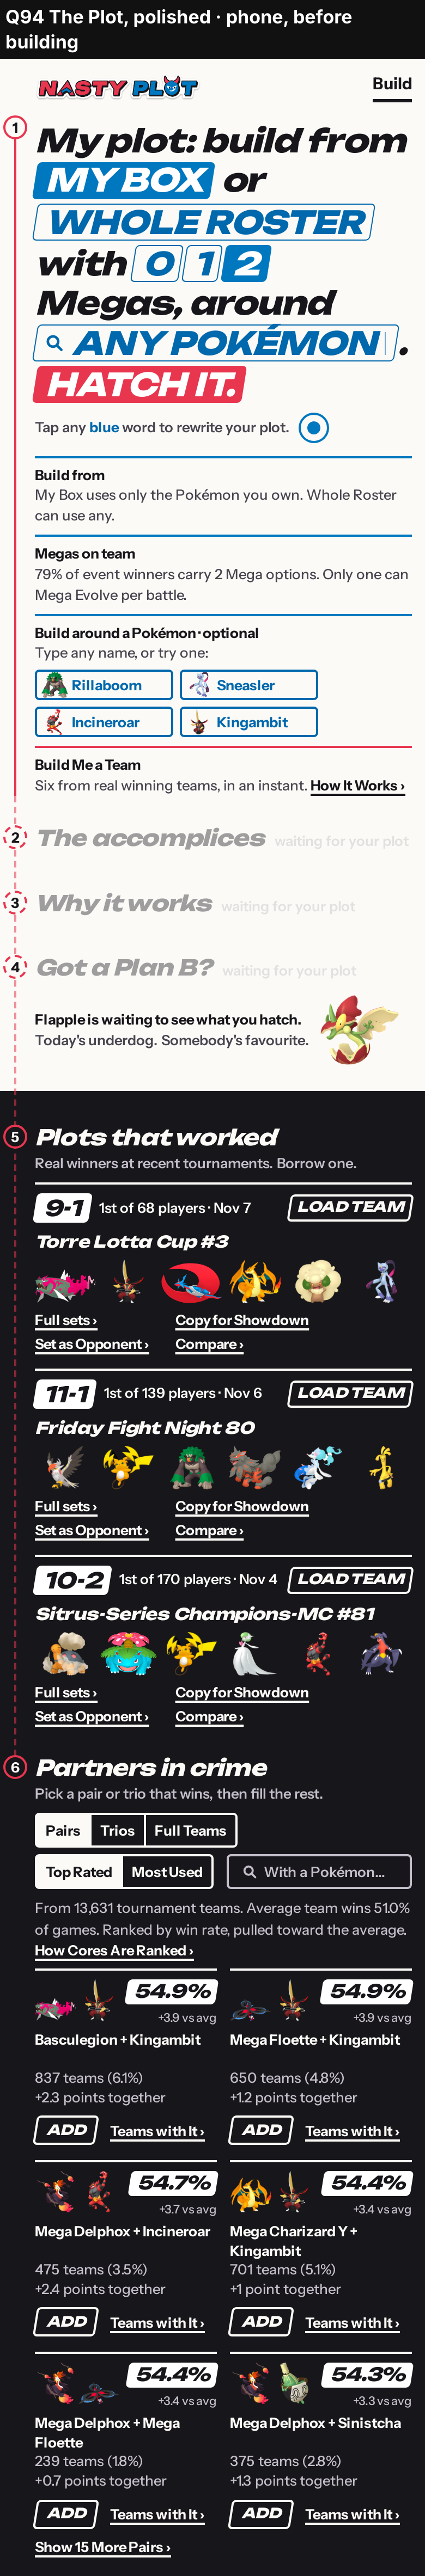 Q94 The Plot, polished · phone, before
building
NASTY PLOT
Build
1
My plot: build from
MY BOX or
WHOLE ROSTER
with 0 1 2
Megas, around
ANY POKÉMON .
HATCH IT.
Tap any blue word to rewrite your plot.
Build from
My Box uses only the Pokémon you own. Whole Roster
can use any.
Megas on team
79% of event winners carry 2 Mega options. Only one can
Mega Evolve per battle.
Build around a Pokémon · optional
Type any name, or try one:
Rillaboom
Sneasler
Incineroar
Kingambit
Build Me a Team
Six from real winning teams, in an instant. How It Works ›
2
The accomplices waiting for your plot
3
Why it works waiting for your plot
4
Got a Plan B? waiting for your plot
Flapple is waiting to see what you hatch.
Today's underdog. Somebody's favourite.
5
Plots that worked
Real winners at recent tournaments. Borrow one.
9-1 1st of 68 players · Nov 7 LOAD TEAM
Torre Lotta Cup #3
Full sets › Copy for Showdown
Set as Opponent › Compare ›
11-1 1st of 139 players · Nov 6 LOAD TEAM
Friday Fight Night 80
Full sets › Copy for Showdown
Set as Opponent › Compare ›
10-2 1st of 170 players · Nov 4 LOAD TEAM
Sitrus-Series Champions-MC #81
Full sets › Copy for Showdown
Set as Opponent › Compare ›
6
Partners in crime
Pick a pair or trio that wins, then fill the rest.
Pairs Trios Full Teams
Top Rated Most Used With a Pokémon...
From 13,631 tournament teams. Average team wins 51.0%
of games. Ranked by win rate, pulled toward the average.
How Cores Are Ranked ›
54.9%
+3.9 vs avg
Basculegion + Kingambit
837 teams (6.1%)
+2.3 points together
ADD Teams with It ›
54.9%
+3.9 vs avg
Mega Floette + Kingambit
650 teams (4.8%)
+1.2 points together
ADD Teams with It ›
54.7%
+3.7 vs avg
Mega Delphox + Incineroar
475 teams (3.5%)
+2.4 points together
ADD Teams with It ›
54.4%
+3.4 vs avg
Mega Charizard Y +
Kingambit
701 teams (5.1%)
+1 point together
ADD Teams with It ›
54.4%
+3.4 vs avg
Mega Delphox + Mega
Floette
239 teams (1.8%)
+0.7 points together
ADD Teams with It ›
54.3%
+3.3 vs avg
Mega Delphox + Sinistcha
375 teams (2.8%)
+1.3 points together
ADD Teams with It ›
Show 15 More Pairs ›